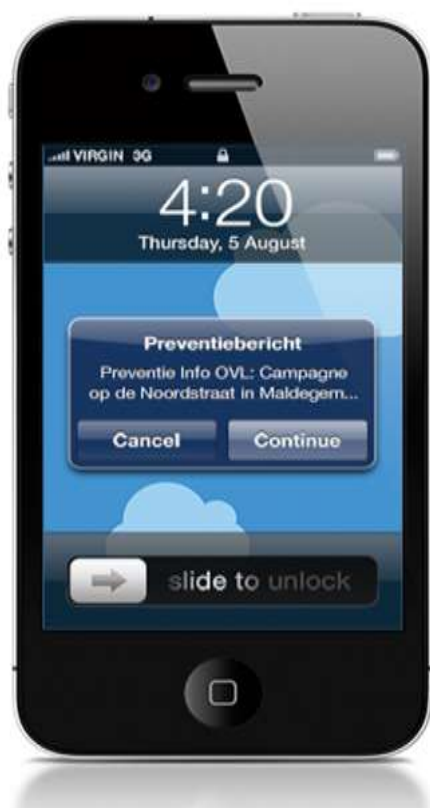 VIRGIN 3G
4:20
Thursday, 5 August
Preventiebericht
Preventie Info OVL: Campagne
op de Noordstraat in Maldegem...
Cancel Continue
slide to unlock